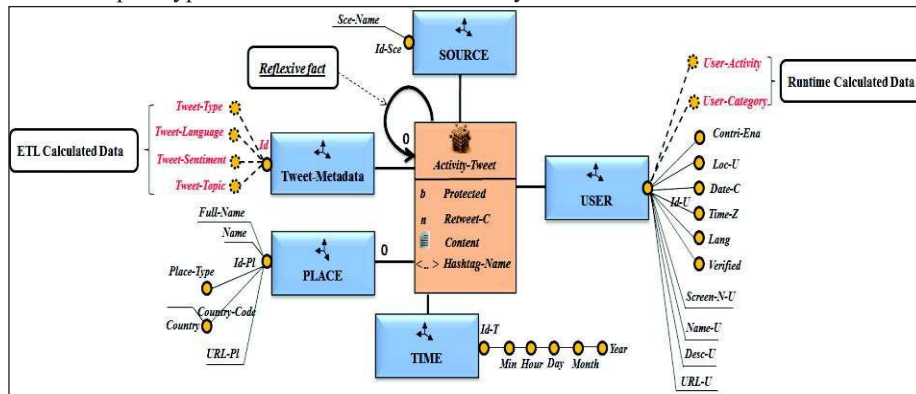 Sce-Name
Id-Sce
SOURCE
Reflexive fact
User-Activity
User-Category
Runtime Calculated Data
ETL Calculated Data
Tweet-Type
Tweet-Language
Tweet-Sentiment
Tweet-Topic
Id
Tweet-Metadata
0
Activity-Tweet
b Protected
n Retweet-C
Content
<..> Hashtag-Name
USER
Id-U
Contri-Ena
Loc-U
Date-C
Time-Z
Lang
Verified
Screen-N-U
Name-U
Desc-U
URL-U
Full-Name
Name
Id-Pl
Place-Type
Country-Code
Country
URL-Pl
PLACE
0
TIME
Id-T
Min Hour Day Month Year